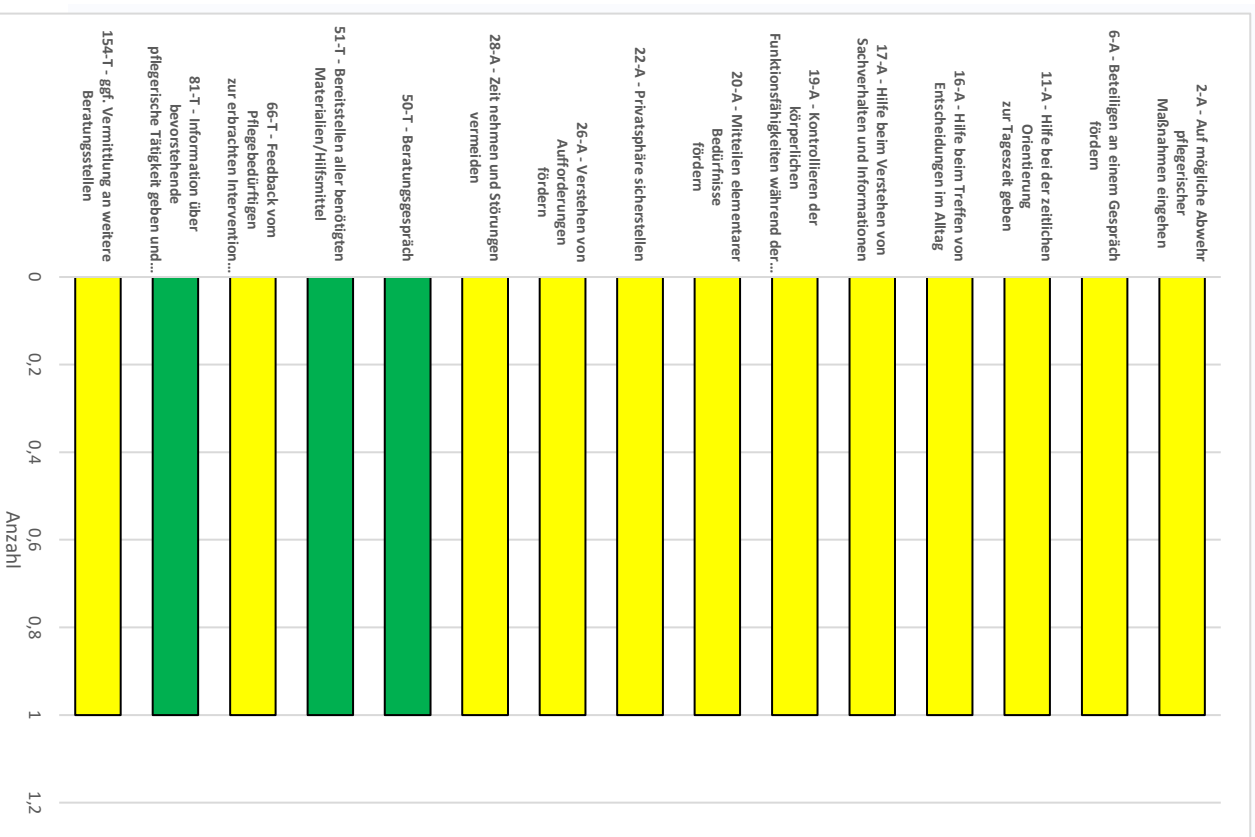 2-A - Auf mögliche Abwehr
pflegerischer
Maßnahmen eingehen
6-A - Beteiligen an einem Gespräch
fördern
11-A - Hilfe bei der zeitlichen
Orientierung
zur Tageszeit geben
16-A - Hilfe beim Treffen von
Entscheidungen im Alltag
17-A - Hilfe beim Verstehen von
Sachverhalten und Informationen
19-A - Kontrollieren der
körperlichen
Funktionsfähigkeiten während der…
20-A - Mitteilen elementarer
Bedürfnisse
fördern
22-A - Privatsphäre sicherstellen
26-A - Verstehen von
Aufforderungen
fördern
28-A - Zeit nehmen und Störungen
vermeiden
50-T - Beratungsgespräch
51-T - Bereitstellen aller benötigten
Materialien/Hilfsmittel
66-T - Feedback vom
Pflegebedürftigen
zur erbrachten Intervention…
81-T - Information über
bevorstehende
pflegerische Tätigkeit geben und…
154-T - ggf. Vermittlung an weitere
Beratungsstellen
0
0,2
0,4
0,6
0,8
1
1,2
Anzahl